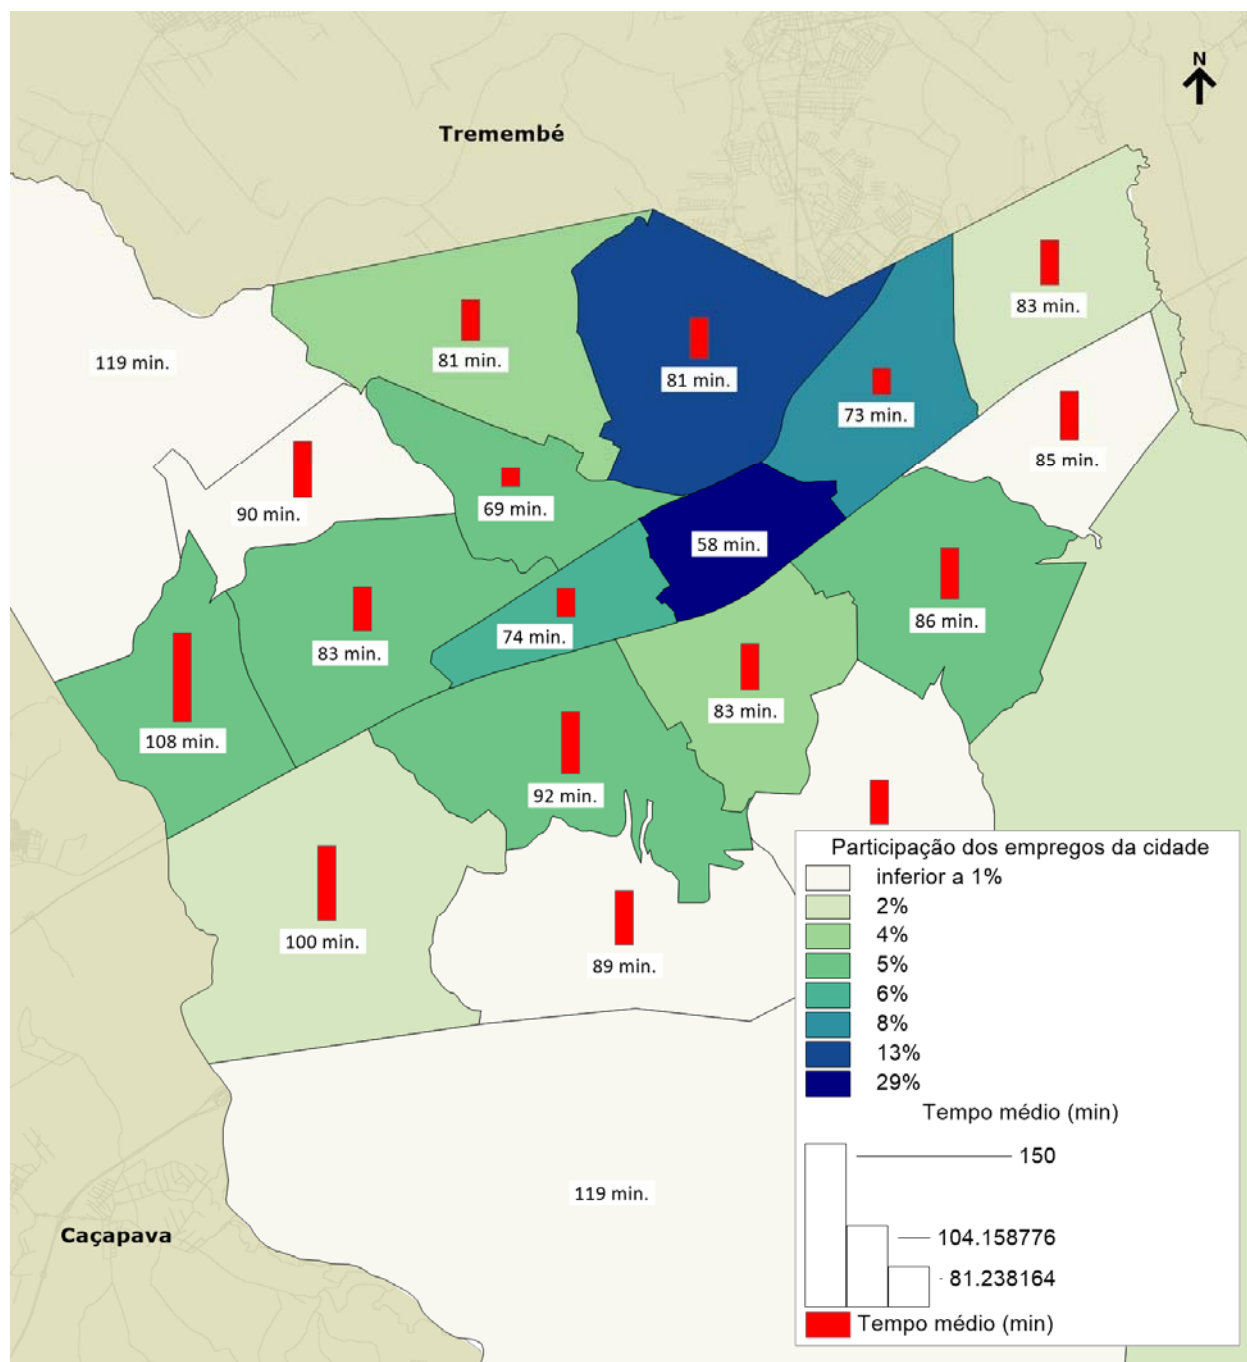 N
Tremembé
83 min.
119 min.
81 min.
81 min.
73 min.
85 min.
90 min.
69 min.
58 min.
86 min.
74 min.
83 min.
83 min.
108 min.
92 min.
100 min.
89 min.
119 min.
Caçapava
Participação dos empregos da cidade
inferior a 1%
2%
4%
5%
6%
8%
13%
29%
Tempo médio (min)
150
104.158776
81.238164
Tempo médio (min)